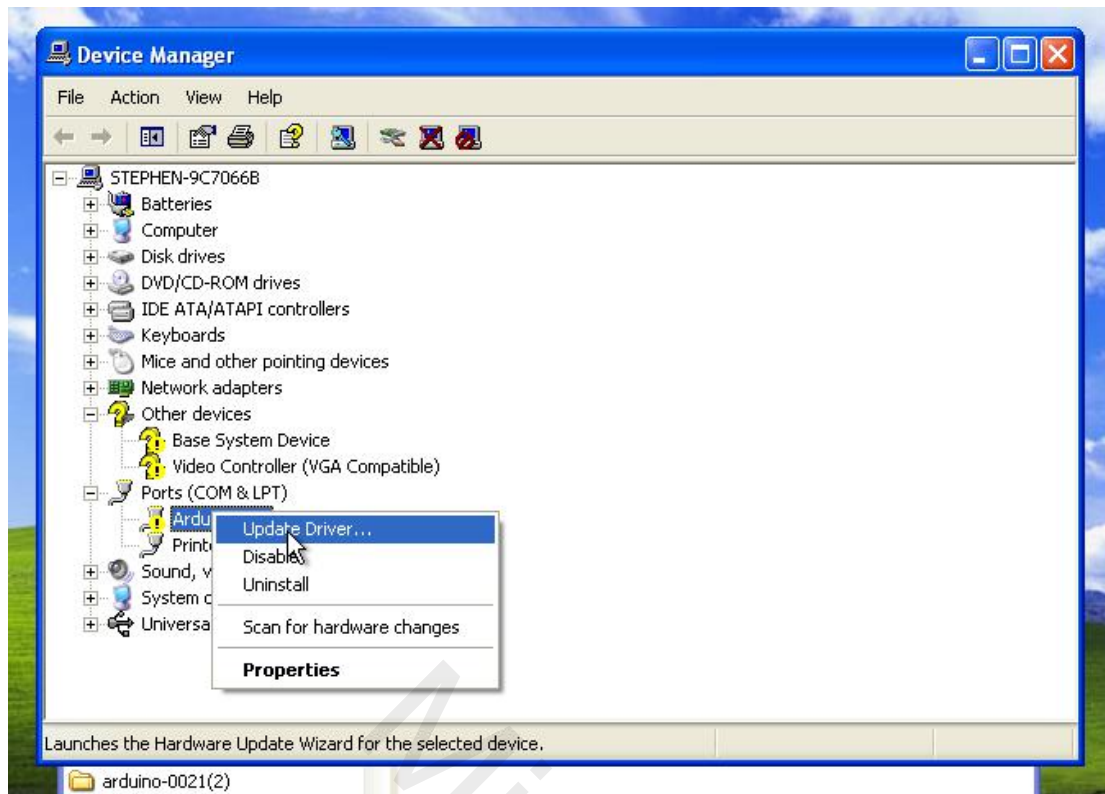 Device Manager
File Action View Help
STEPHEN-9C7066B
Batteries
Computer
Disk drives
DVD/CD-ROM drives
IDE ATA/ATAPI controllers
Keyboards
Mice and other pointing devices
Network adapters
Other devices
Base System Device
Video Controller (VGA Compatible)
Ports (COM & LPT)
Ardu
Update Driver...
Print
Disable
Sound, v
Uninstall
System d
Universa
Scan for hardware changes
Properties
Launches the Hardware Update Wizard for the selected device.
arduino-0021(2)